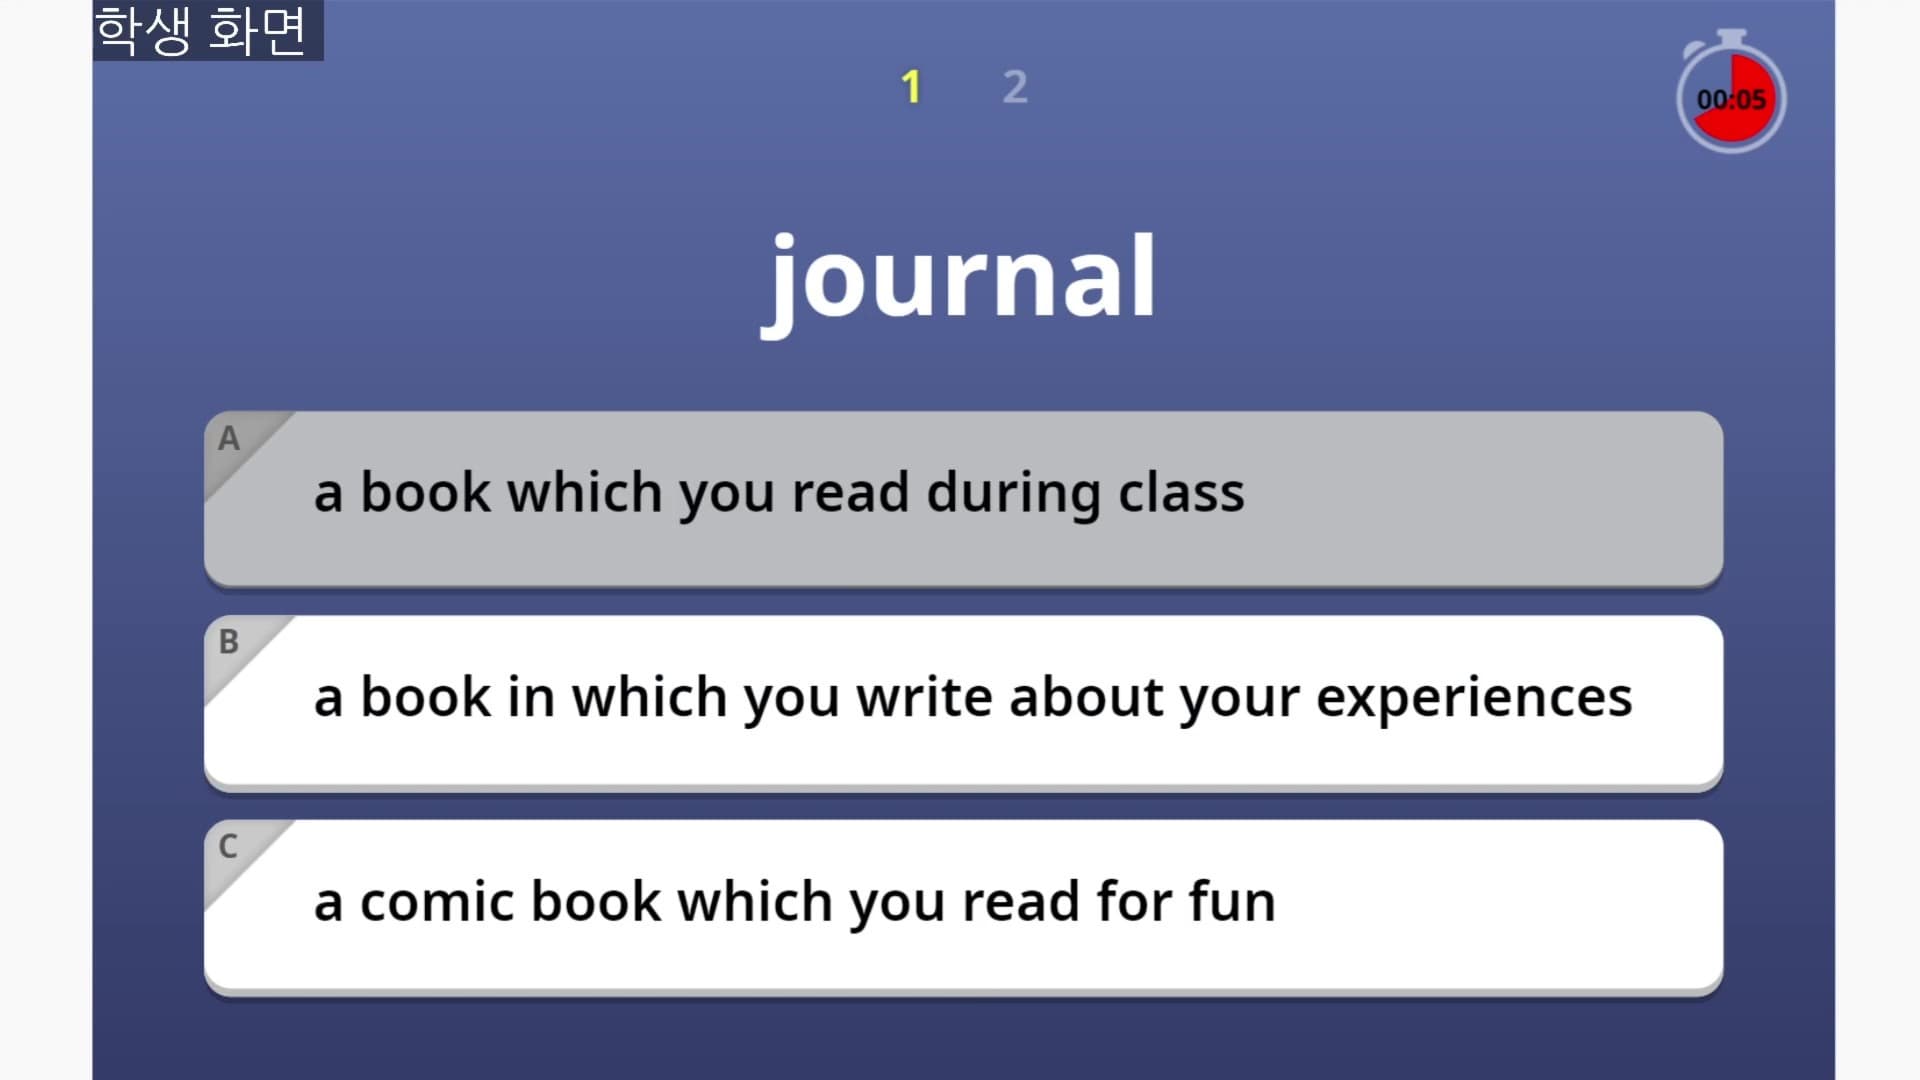 학생 화면
1 2
00:05
journal
A
a book which you read during class
B
a book in which you write about your experiences
C
a comic book which you read for fun